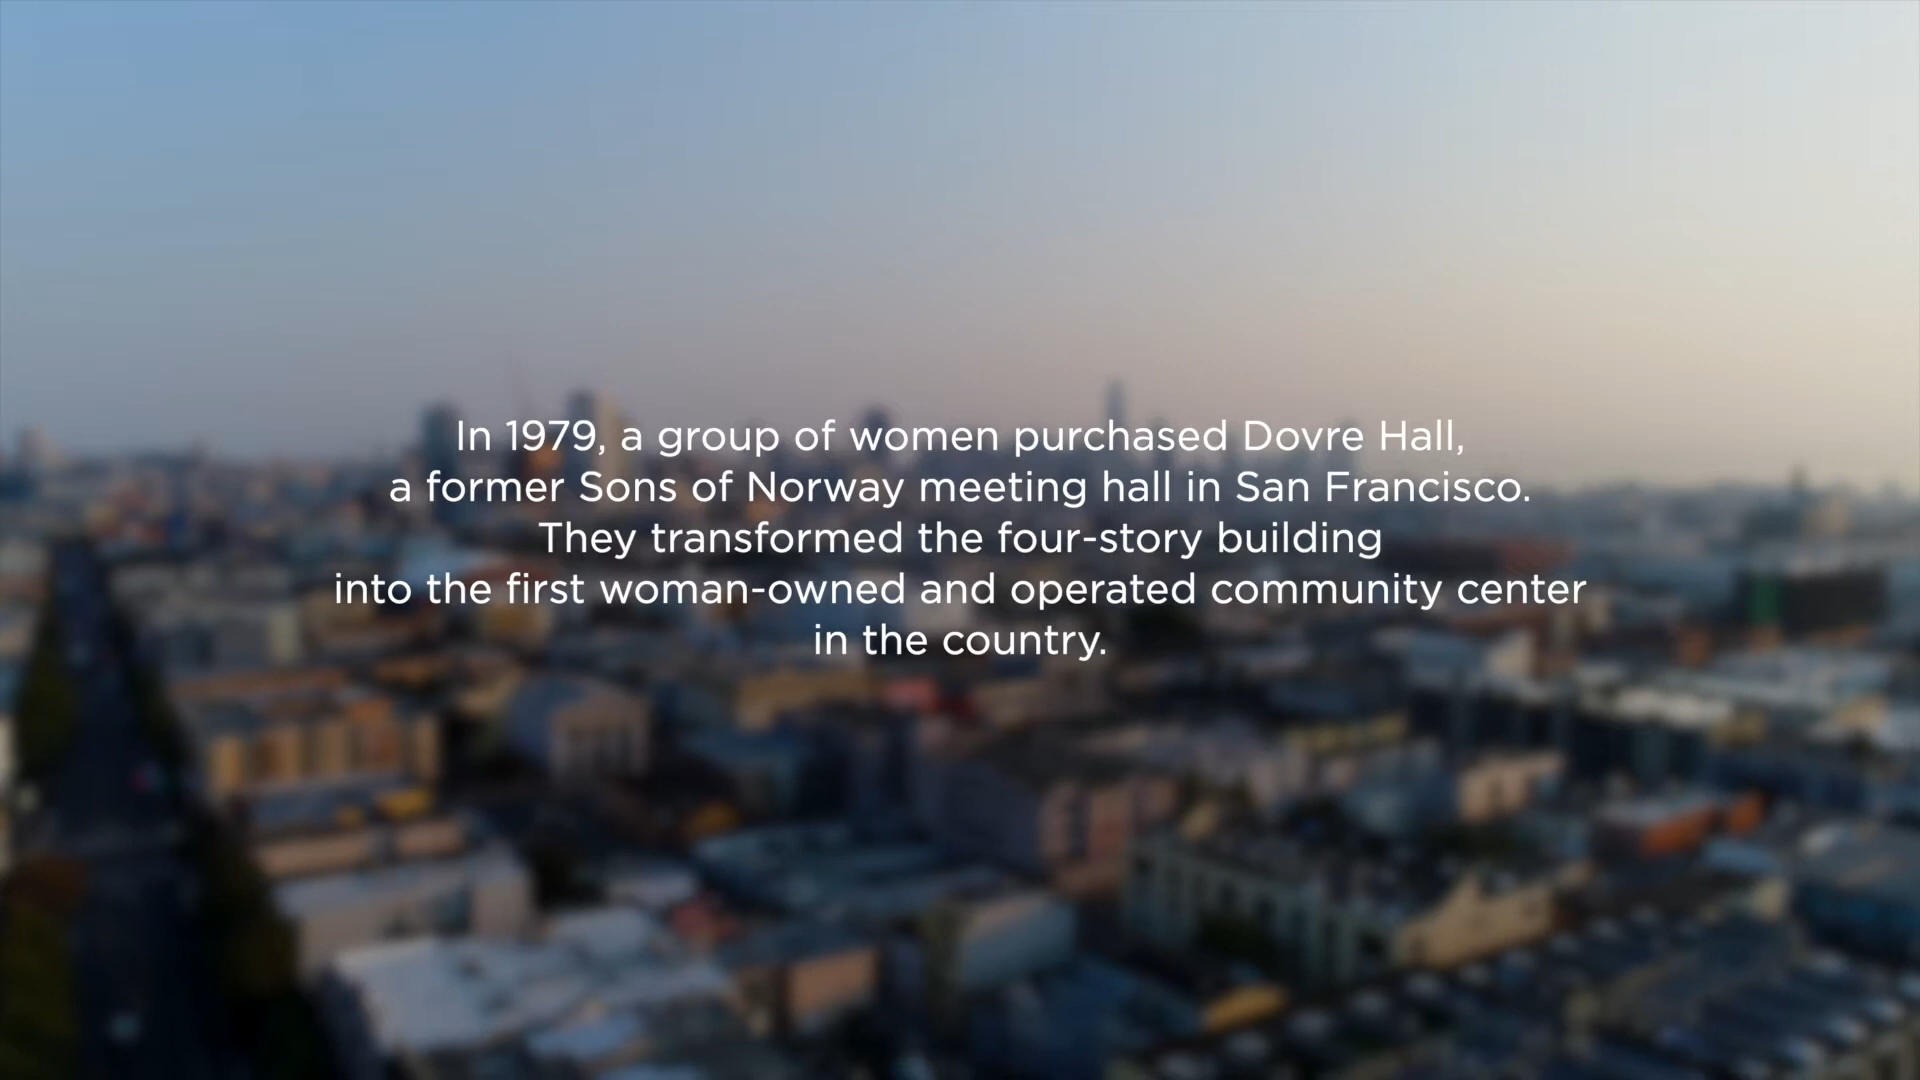 In 1979, a group of women purchased Dovre Hall,
a former Sons of Norway meeting hall in San Francisco.
They transformed the four-story building
into the first woman-owned and operated community center
in the country.